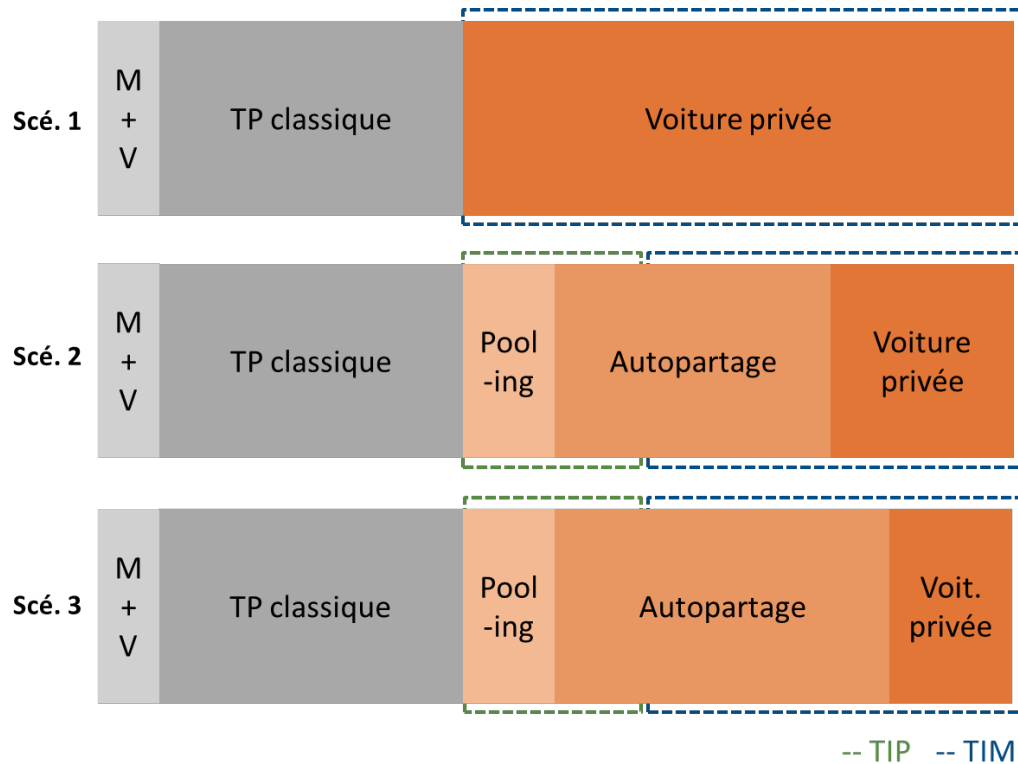 Scé. 1
M
+
V
TP classique
Voiture privée
Scé. 2
M
+
V
TP classique
Pool
-ing
Autopartage
Voiture
privée
Scé. 3
M
+
V
TP classique
Pool
-ing
Autopartage
Voit.
privée
-- TIP -- TIM